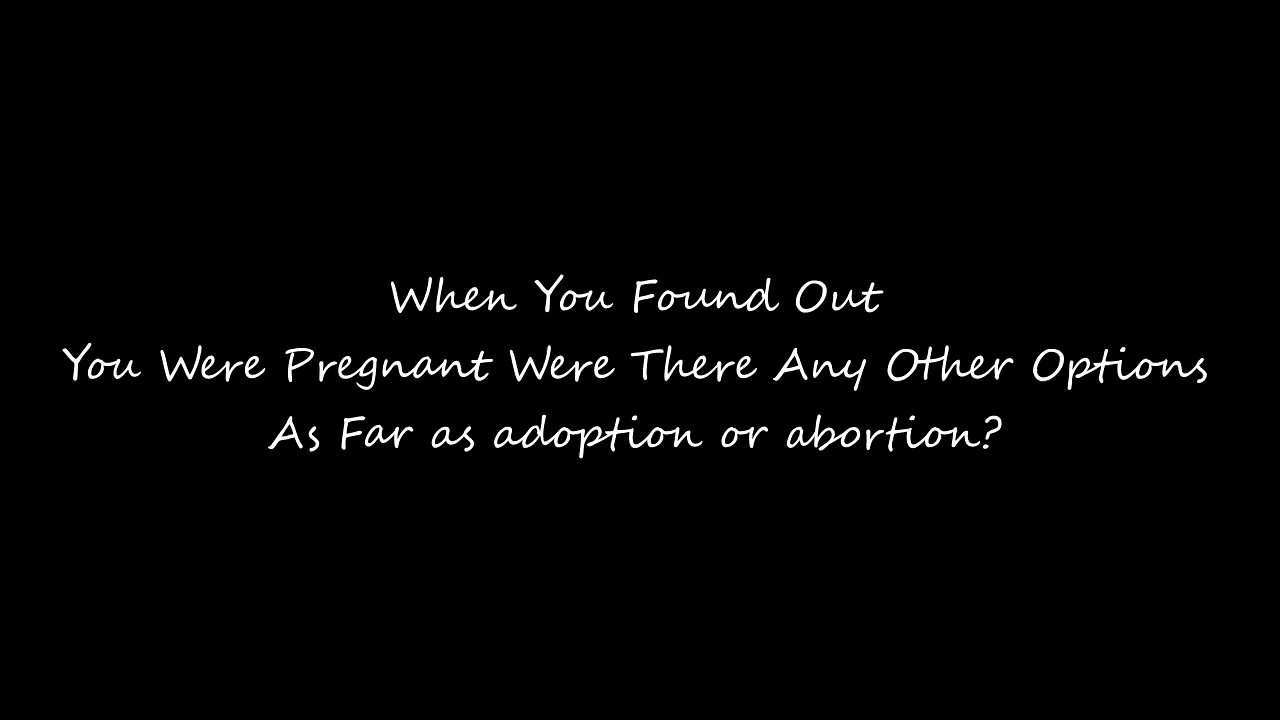 When You Found Out
You Were Pregnant Were There Any Other Options
As Far as adoption or abortion?